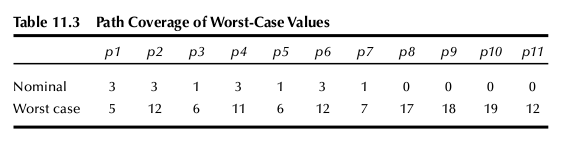 Table 11.3 Path Coverage of Worst-Case Values
p1 p2 p3 p4 p5 p6 p7 p8 p9 p10 p11
Nominal 3 3 1 3 1 3 1 0 0 0 0
Worst case 5 12 6 11 6 12 7 17 18 19 12